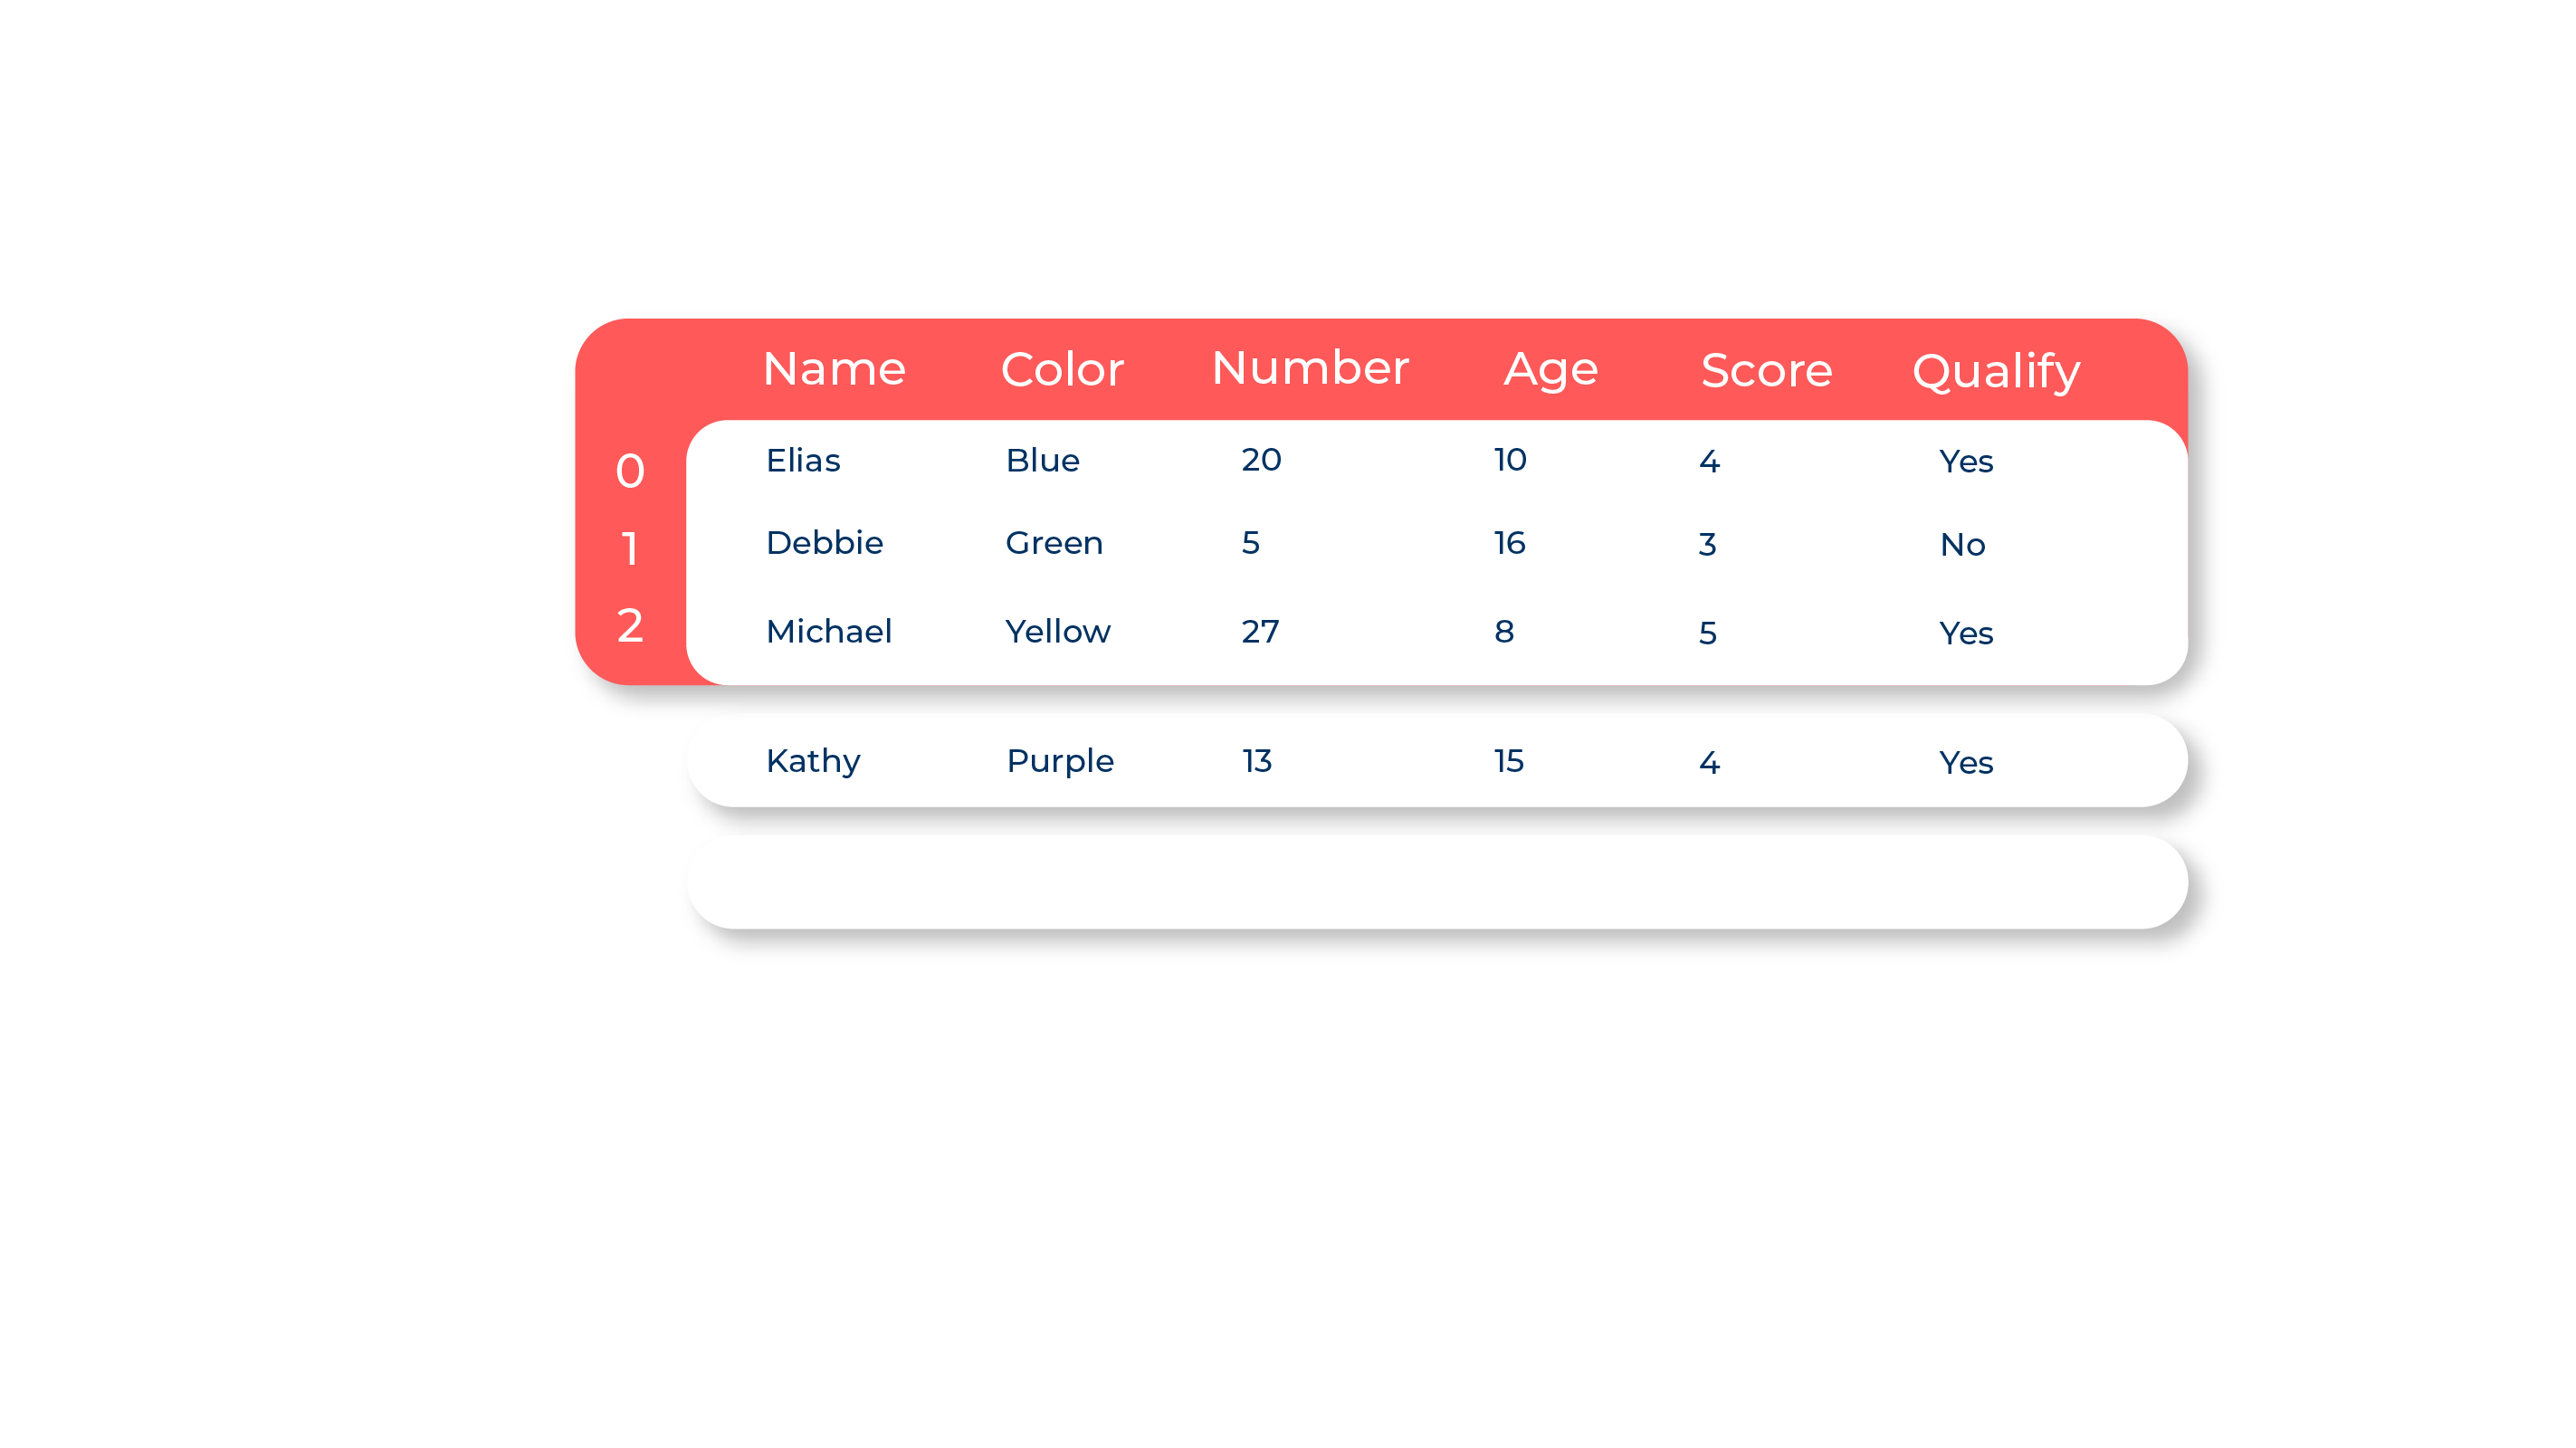 Name Color Number Age Score Qualify
0 Elias Blue 20 10 4 Yes
1 Debbie Green 5 16 3 No
2 Michael Yellow 27 8 5 Yes
Kathy Purple 13 15 4 Yes